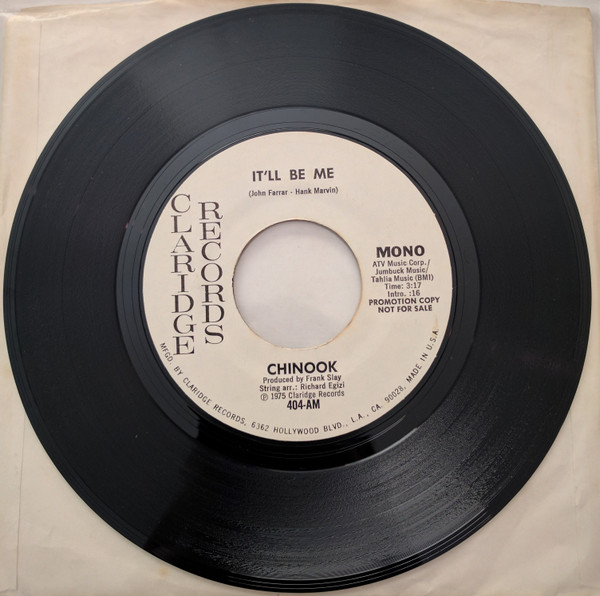 IT'LL BE ME
(John Farrar - Hank Marvin)
CLARIDGE
RECORDS
MONO
ATV Music Corp./
Jumbuck Music/
Tahlia Music (BMI)
Time: 3:17
Intro. :16
PROMOTION COPY
NOT FOR SALE
CHINOOK
Produced by Frank Slay
String arr.: Richard Egizi
℗ 1975 Claridge Records
404-AM
MFG. BY CLARIDGE RECORDS, 6362 HOLLYWOOD BLVD., L.A., CA. 90028, MADE IN U.S.A.